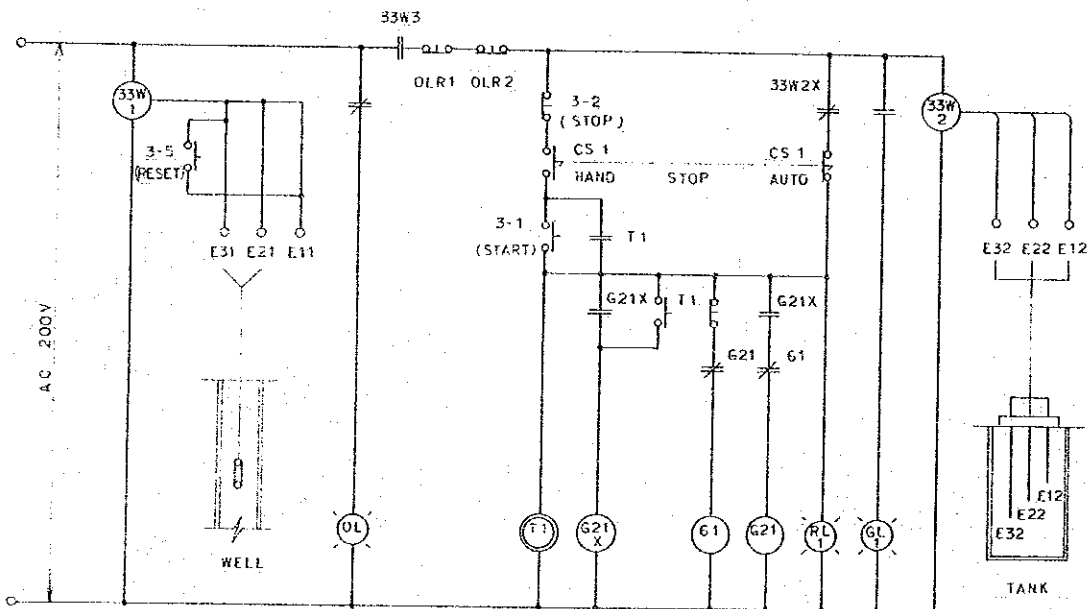 33W3
OLR1 OLR2
33W
1
3-2
(STOP)
33W2X
33W
2
3-5
(RESET)
CS 1
HAND
STOP
CS 1
AUTO
3-1
(START)
T1
E31 E21 E11
E32 E22 E12
G21X
T1
G21X
G21
G1
AC 200V
E12
E22
E32
OL
T1
G21
X
G1
G21
RL
1
GL
1
WELL
TANK